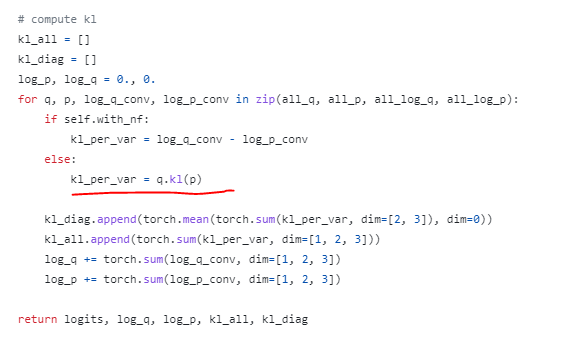 # compute kl
kl_all = []
kl_diag = []
log_p, log_q = 0., 0.
for q, p, log_q_conv, log_p_conv in zip(all_q, all_p, all_log_q, all_log_p):
    if self.with_nf:
        kl_per_var = log_q_conv - log_p_conv
    else:
        kl_per_var = q.kl(p)

    kl_diag.append(torch.mean(torch.sum(kl_per_var, dim=[2, 3]), dim=0))
    kl_all.append(torch.sum(kl_per_var, dim=[1, 2, 3]))
    log_q += torch.sum(log_q_conv, dim=[1, 2, 3])
    log_p += torch.sum(log_p_conv, dim=[1, 2, 3])

return logits, log_q, log_p, kl_all, kl_diag